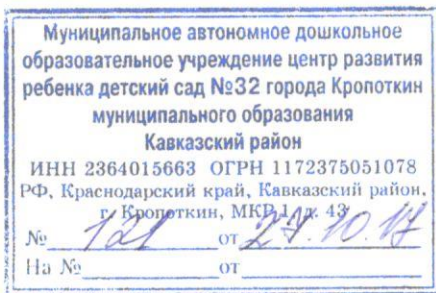 Муниципальное автономное дошкольное
образовательное учреждение центр развития
ребенка детский сад №32 города Кропоткин
муниципального образования
Кавказский район
ИНН 2364015663 ОГРН 1172375051078
РФ, Краснодарский край, Кавказский район,
г. Кропоткин, МКР 1, д. 43
№ 121 от 27.10.17
На № от